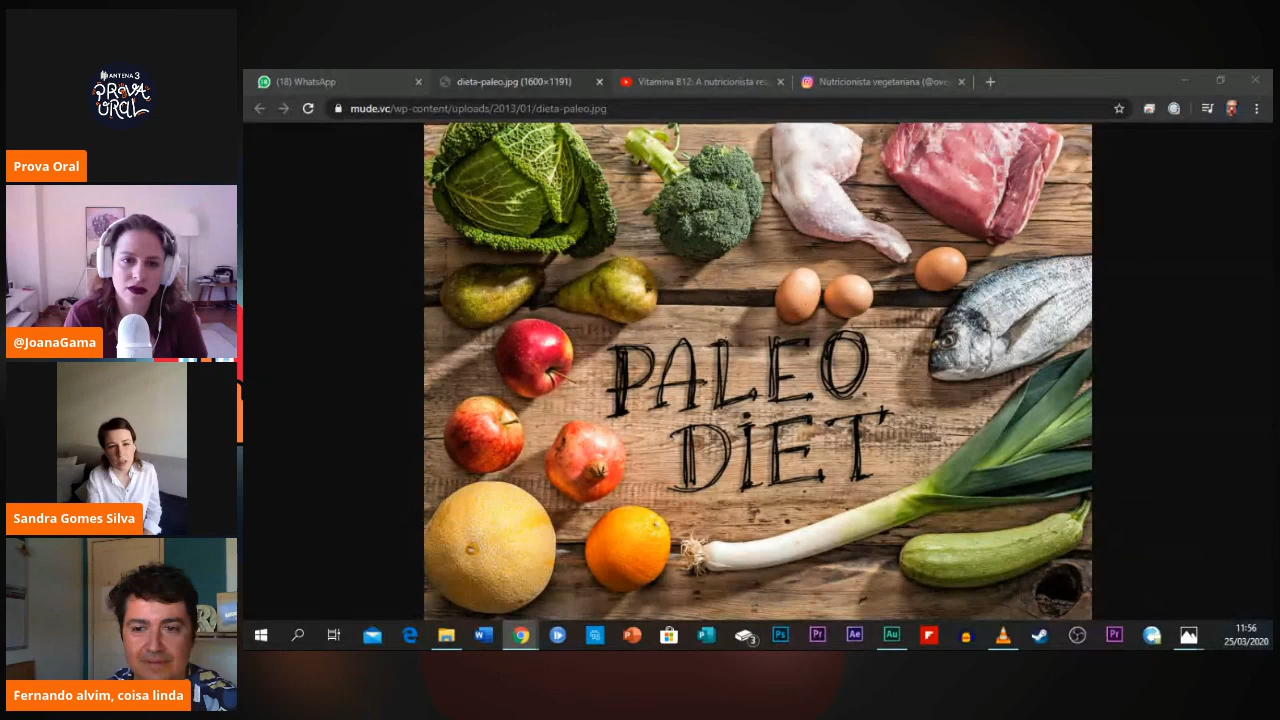 ANTENA 3
PROVA
ORAL
Prova Oral
@JoanaGama
Sandra Gomes Silva
Fernando alvim, coisa linda
(18) WhatsApp
dieta-paleo.jpg (1600×1191)
Vitamina B12: A nutricionista re
Nutricionista vegetariana (@ove
mude.vc/wp-content/uploads/2013/01/dieta-paleo.jpg
PALEO
DIET
11:56
25/03/2020